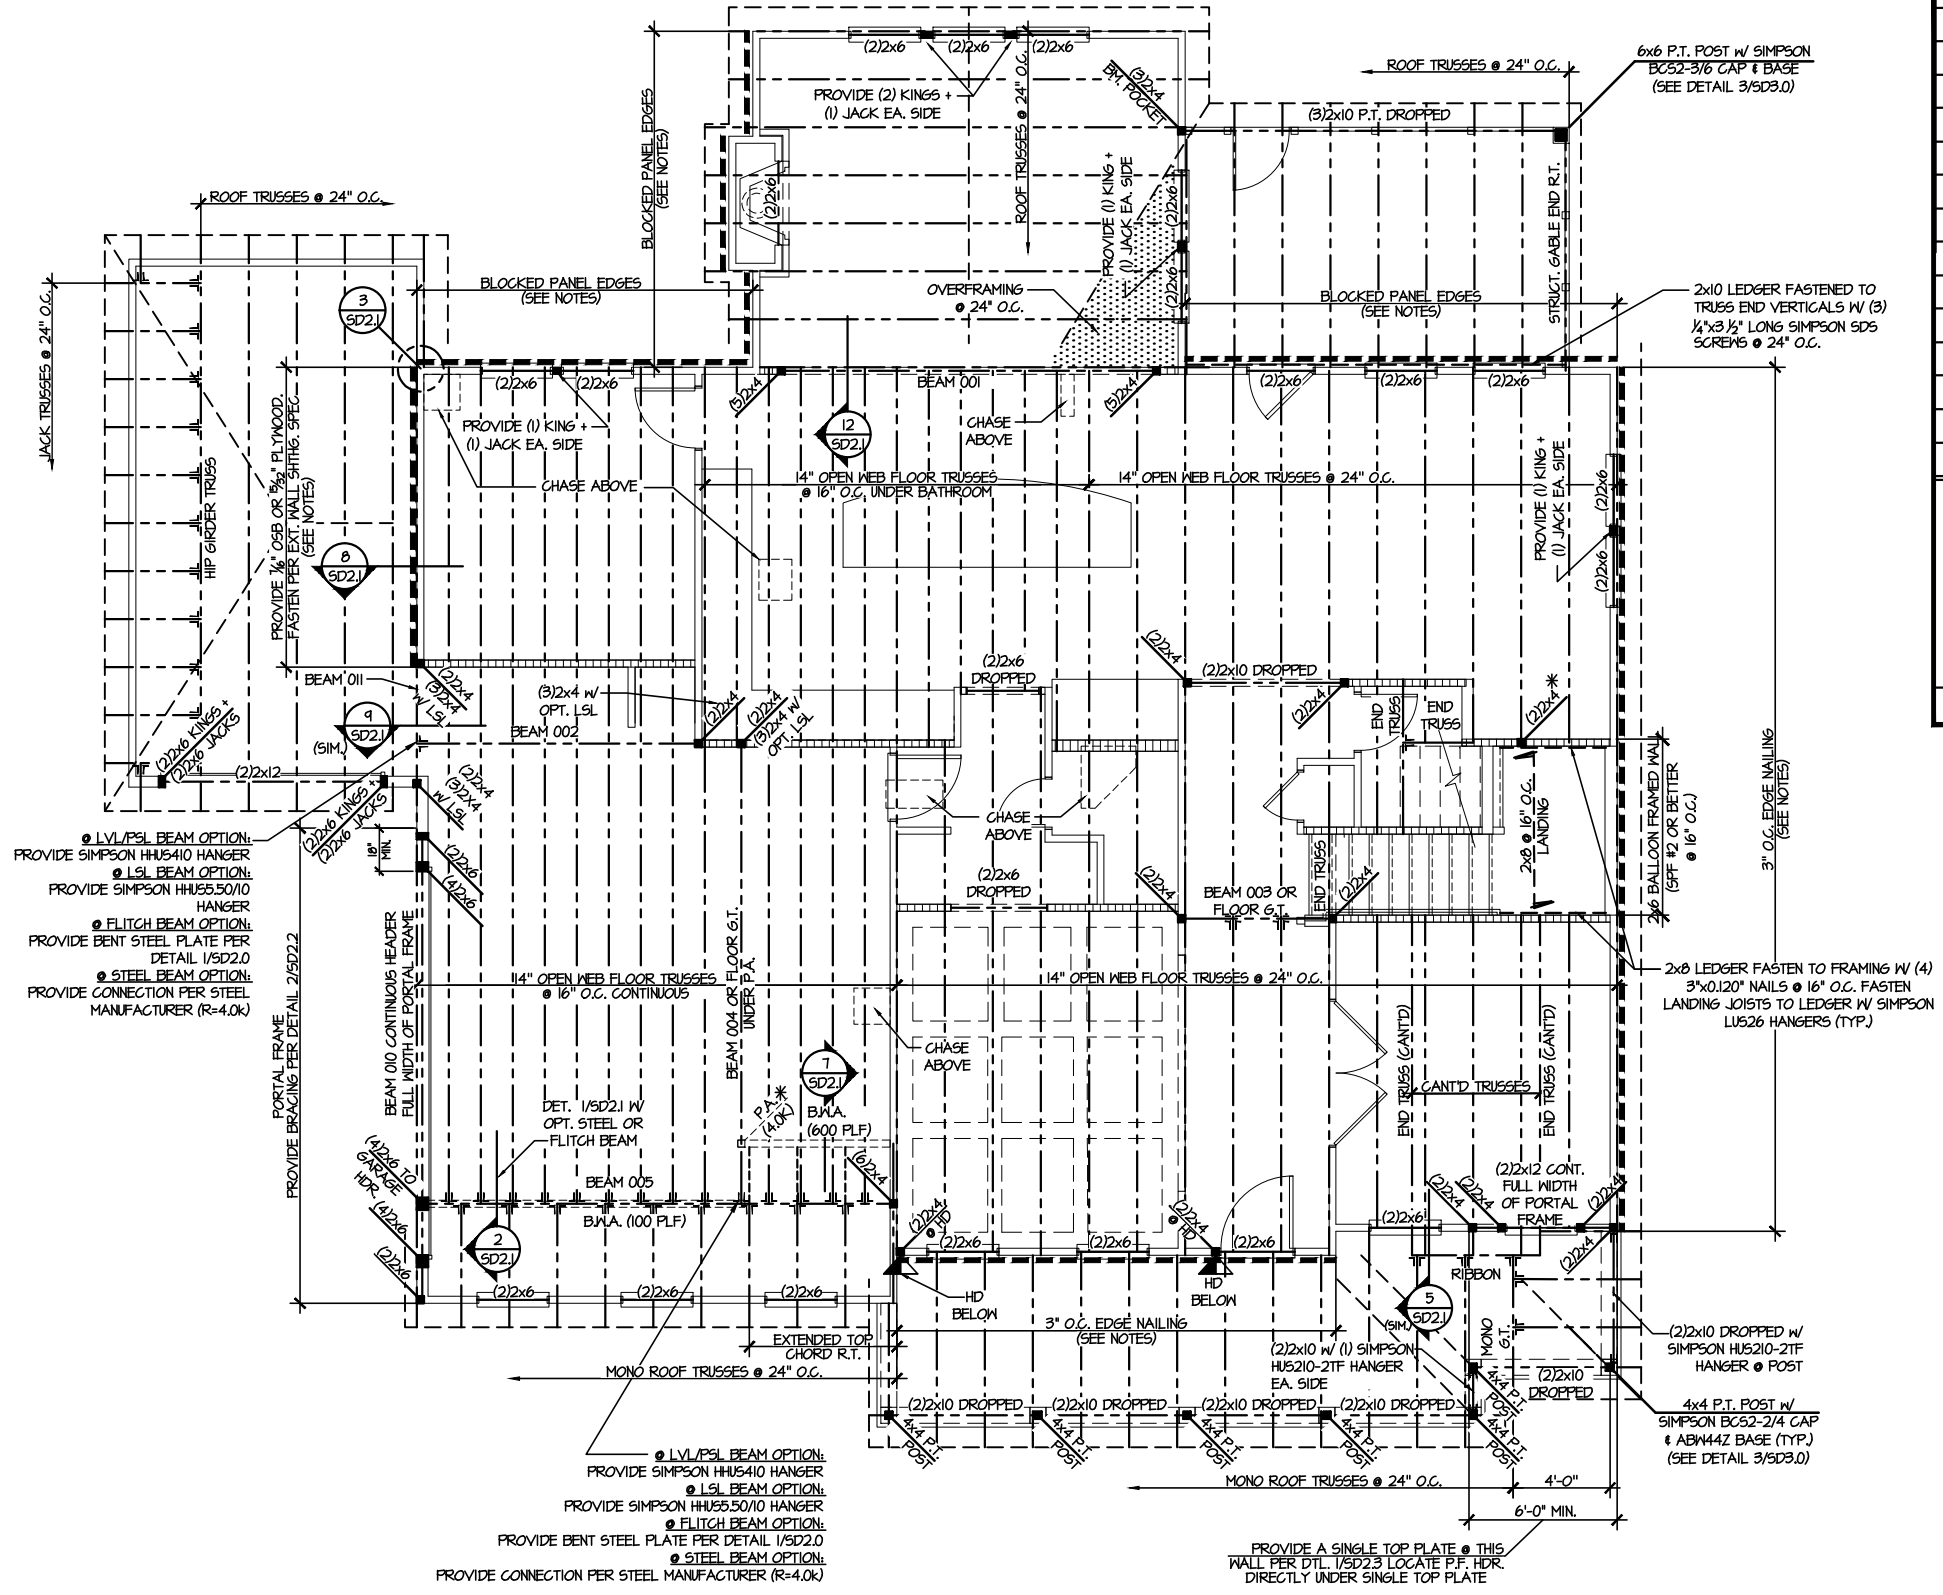 (2)2x6
(2)2x6
(2)2x6
PROVIDE (2) KINGS +
(1) JACK EA. SIDE
ROOF TRUSSES @ 24" O.C.
BLOCKED PANEL EDGES
(SEE NOTES)
(3)2x4
BM. POCKET
ROOF TRUSSES @ 24" O.C.
6x6 P.T. POST W/ SIMPSON
BCS2-3/6 CAP & BASE
(SEE DETAIL 3/SD3.0)
(3)2x10 P.T. DROPPED
PROVIDE (1) KING +
(1) JACK EA. SIDE
(2)2x6
(2)2x6
(2)2x6
STRUCT. GABLE END R.T.
ROOF TRUSSES @ 24" O.C.
JACK TRUSSES @ 24" O.C.
3
SD2.1
BLOCKED PANEL EDGES
(SEE NOTES)
OVERFRAMING
@ 24" O.C.
BLOCKED PANEL EDGES
(SEE NOTES)
2x10 LEDGER FASTENED TO
TRUSS END VERTICALS W/ (3)
1/4"x3 1/2" LONG SIMPSON SDS
SCREWS @ 24" O.C.
(2)2x6
(2)2x6
(5)2x4
BEAM 001
(5)2x4
(2)2x6
(2)2x6
(2)2x6
PROVIDE (1) KING +
(1) JACK EA. SIDE
12
SD2.1
CHASE
ABOVE
HIP GIRDER TRUSS
PROVIDE 7/16" OSB OR 15/32" PLYWOOD.
FASTEN PER EXT. WALL SHTHG. SPEC.
(SEE NOTES)
CHASE ABOVE
14" OPEN WEB FLOOR TRUSSES
@ 16" O.C. UNDER BATHROOM
14" OPEN WEB FLOOR TRUSSES @ 24" O.C.
PROVIDE (1) KING +
(1) JACK EA. SIDE
(2)2x6
(2)2x6
8
SD2.1
BEAM 011
(2)2x4
(3)2x4
W/ LSL
(3)2x4 W/
OPT. LSL
(2)2x4
(2)2x4
(3)2x4 W/
OPT. LSL
(2)2x6
DROPPED
(2)2x4
(2)2x10 DROPPED
(2)2x4
END
TRUSS
END
TRUSS
(2)2x4*
9
SD2.1
(SIM.)
BEAM 002
(2)2x6 KINGS +
(2)2x6 JACKS
(2)2x12
(2)2x6 KINGS +
(2)2x6 JACKS
(2)2x4
(3)2X4
W/ LSL
2x6 BALLOON FRAMED WALL
(SPF #2 OR BETTER
@ 16" O.C.)
3" O.C. EDGE NAILING
(SEE NOTES)
2x8 @ 16" O.C.
LANDING
@ LVL/PSL BEAM OPTION:
PROVIDE SIMPSON HHUS410 HANGER
@ LSL BEAM OPTION:
PROVIDE SIMPSON HHUS5.50/10
HANGER
@ FLITCH BEAM OPTION:
PROVIDE BENT STEEL PLATE PER
DETAIL 1/SD2.0
@ STEEL BEAM OPTION:
PROVIDE CONNECTION PER STEEL
MANUFACTURER (R=4.0k)
18"
MIN.
(2)2x6
(4)2x6
CHASE
ABOVE
(2)2x6
DROPPED
(2)2x4
BEAM 003 OR
FLOOR G.T.
END TRUSS
(2)2x4
PORTAL FRAME
PROVIDE BRACING PER DETAIL 2/SD2.2
BEAM 010 CONTINUOUS HEADER
FULL WIDTH OF PORTAL FRAME
14" OPEN WEB FLOOR TRUSSES
@ 16" O.C. CONTINUOUS
BEAM 004 OR FLOOR G.T.
UNDER P.A.
14" OPEN WEB FLOOR TRUSSES @ 24" O.C.
2x8 LEDGER FASTEN TO FRAMING W/ (4)
3"x0.120" NAILS @ 16" O.C. FASTEN
LANDING JOISTS TO LEDGER W/ SIMPSON
LUS26 HANGERS (TYP.)
CHASE
ABOVE
7
SD2.1
P.A.*
(4.0K)
B.W.A.
(600 PLF)
DET. 1/SD2.1 W/
OPT. STEEL OR
FLITCH BEAM
END TRUSS (CANT'D)
CANT'D TRUSSES
END TRUSS (CANT'D)
(4)2x6 TO
GARAGE
HDR.
(4)2x6
(2)2x6
BEAM 005
B.W.A. (100 PLF)
(6)2x4
2
SD2.1
(2)2x4
@ HD
(2)2x4
@ HD
(2)2x6
(2)2x6
(2)2x6
(2)2x6
(2)2x4
(2)2x4
(2)2x12 CONT.
FULL WIDTH
OF PORTAL
FRAME
(2)2x4
(2)2x4
(2)2x6
(2)2x6
(2)2x6
HD
BELOW
HD
BELOW
RIBBON
5
SD2.1
(SIM.)
MONO
G.T.
3" O.C. EDGE NAILING
(SEE NOTES)
EXTENDED TOP
CHORD R.T.
MONO ROOF TRUSSES @ 24" O.C.
(2)2x10 W/ (1) SIMPSON
HUS210-2TF HANGER
EA. SIDE
(2)2x10 DROPPED W/
SIMPSON HUS210-2TF
HANGER @ POST
(2)2x10
DROPPED
4x4 P.T.
POST
(2)2x10 DROPPED
(2)2x10 DROPPED
(2)2x10 DROPPED
(2)2x10 DROPPED
4x4 P.T.
POST
4x4 P.T.
POST
4x4 P.T.
POST
4x4 P.T.
POST
4x4 P.T.
POST
4x4 P.T. POST W/
SIMPSON BCS2-2/4 CAP
& ABW44Z BASE (TYP.)
(SEE DETAIL 3/SD3.0)
@ LVL/PSL BEAM OPTION:
PROVIDE SIMPSON HHUS410 HANGER
@ LSL BEAM OPTION:
PROVIDE SIMPSON HHUS5.50/10 HANGER
@ FLITCH BEAM OPTION:
PROVIDE BENT STEEL PLATE PER DETAIL 1/SD2.0
@ STEEL BEAM OPTION:
PROVIDE CONNECTION PER STEEL MANUFACTURER (R=4.0k)
MONO ROOF TRUSSES @ 24" O.C.
4'-0"
6'-0" MIN.
PROVIDE A SINGLE TOP PLATE @ THIS
WALL PER DTL. 1/SD2.3 LOCATE P.F. HDR.
DIRECTLY UNDER SINGLE TOP PLATE